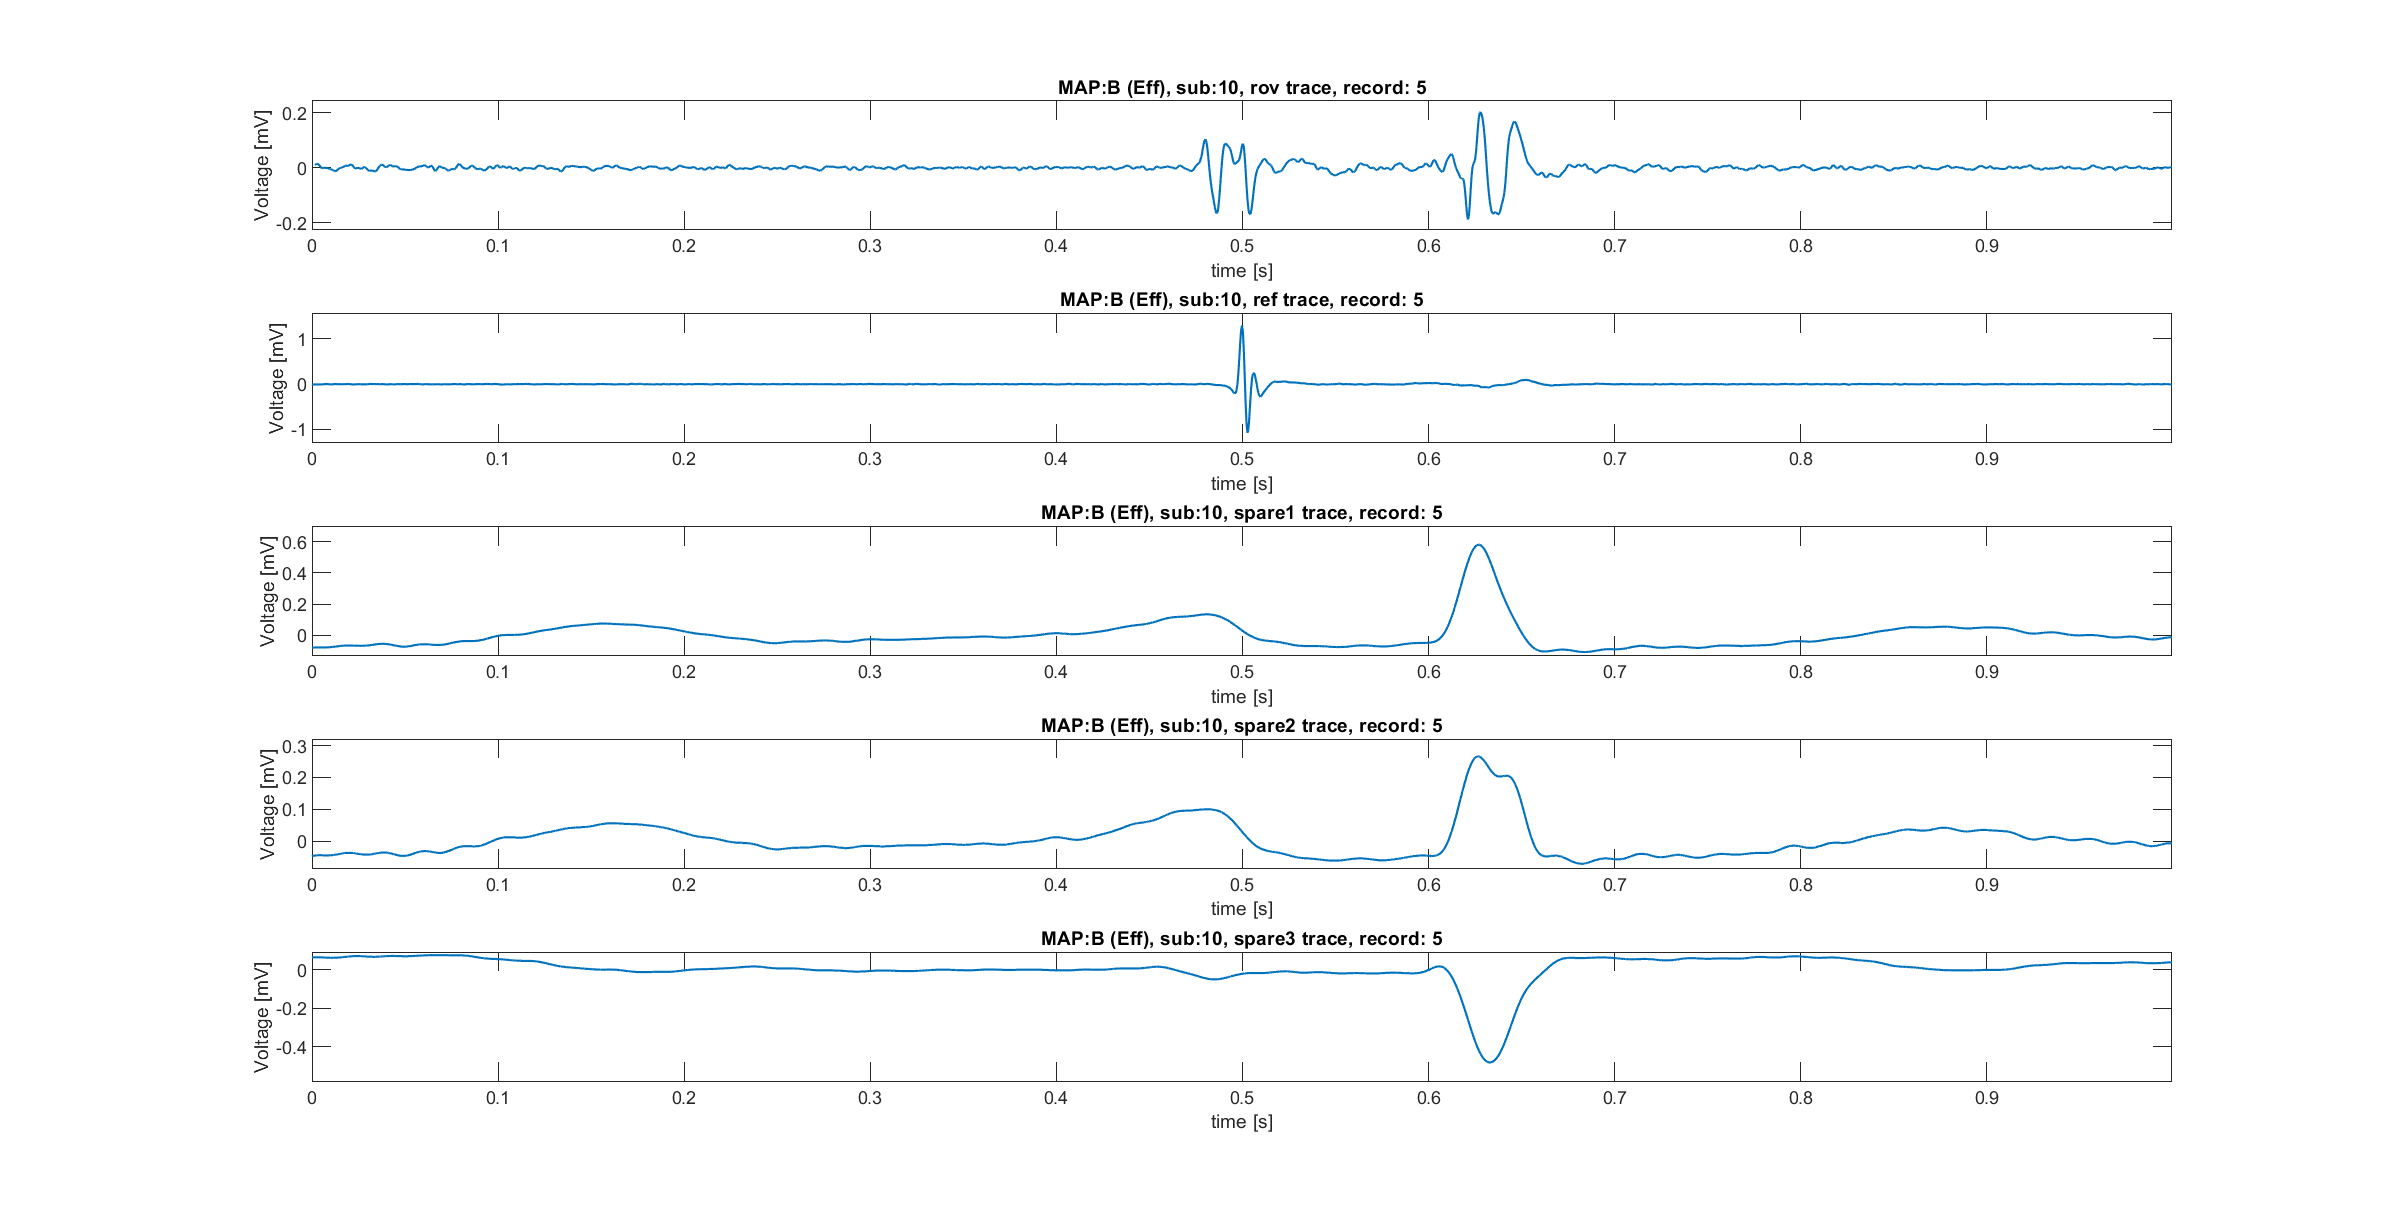 MAP:B (Eff), sub:10, rov trace, record: 5
Voltage [mV]
0.2
0
-0.2
0 0.1 0.2 0.3 0.4 0.5 0.6 0.7 0.8 0.9
time [s]
MAP:B (Eff), sub:10, ref trace, record: 5
Voltage [mV]
1
0
-1
0 0.1 0.2 0.3 0.4 0.5 0.6 0.7 0.8 0.9
time [s]
MAP:B (Eff), sub:10, spare1 trace, record: 5
Voltage [mV]
0.6
0.4
0.2
0
0 0.1 0.2 0.3 0.4 0.5 0.6 0.7 0.8 0.9
time [s]
MAP:B (Eff), sub:10, spare2 trace, record: 5
Voltage [mV]
0.3
0.2
0.1
0
0 0.1 0.2 0.3 0.4 0.5 0.6 0.7 0.8 0.9
time [s]
MAP:B (Eff), sub:10, spare3 trace, record: 5
Voltage [mV]
0
-0.2
-0.4
0 0.1 0.2 0.3 0.4 0.5 0.6 0.7 0.8 0.9
time [s]